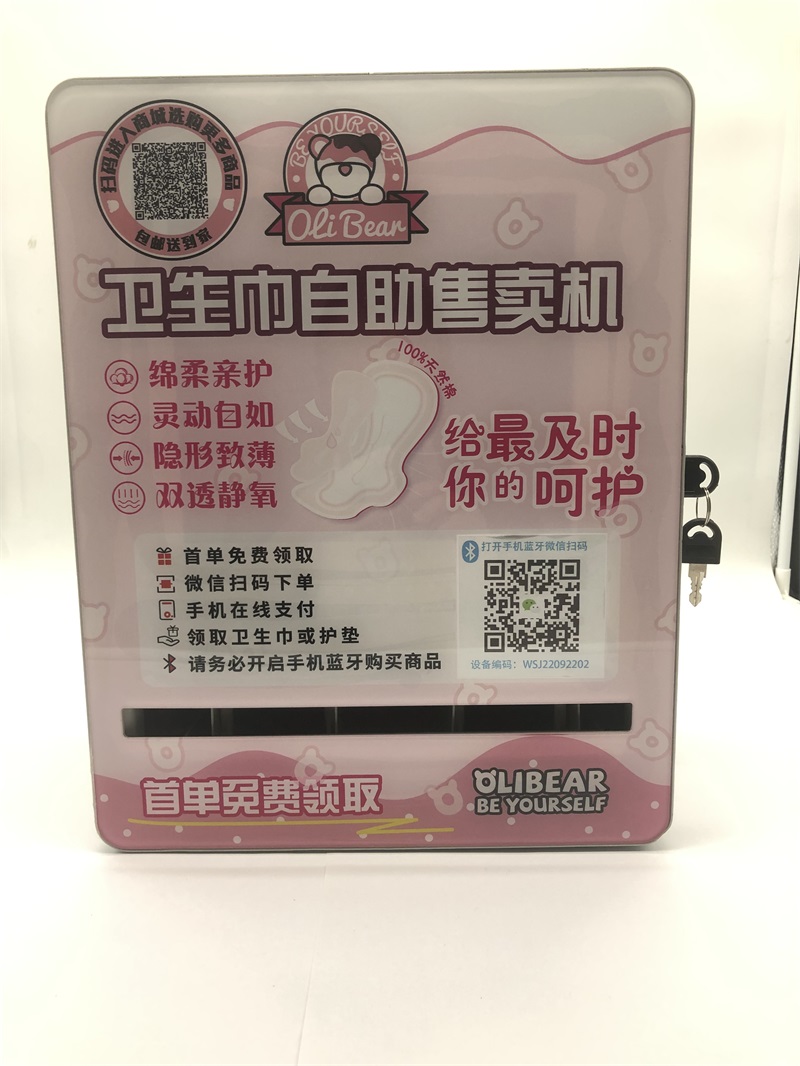 扫码进入商城选购更多商品
包邮送到家
BE YOURSELF
Oli Bear
卫生巾自助售卖机
100%天然棉
绵柔亲护
灵动自如
隐形致薄
双透静氧
给最及时
你的呵护
首单免费领取
微信扫码下单
手机在线支付
领取卫生巾或护垫
请务必开启手机蓝牙购买商品
打开手机蓝牙微信扫码
设备编码：WSJ22092202
首单免费领取
OLIBEAR
BE YOURSELF